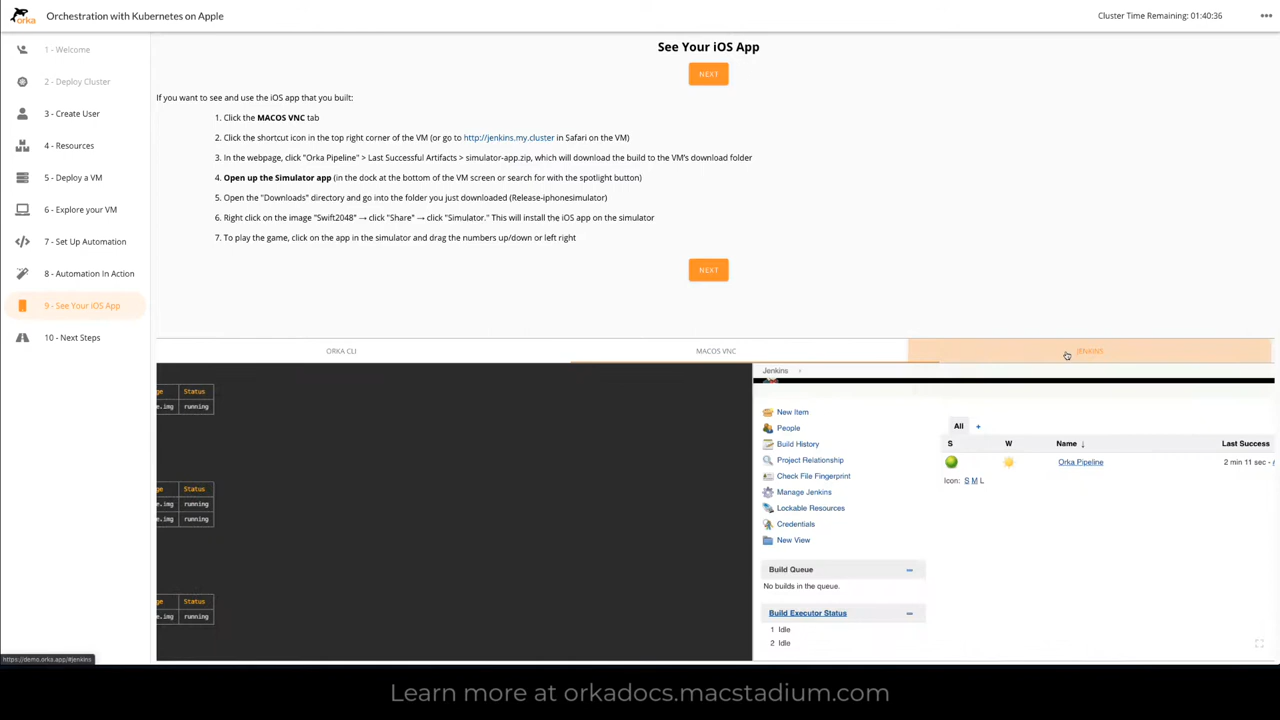 orka
Orchestration with Kubernetes on Apple
Cluster Time Remaining: 01:40:36
1 - Welcome
2 - Deploy Cluster
3 - Create User
4 - Resources
5 - Deploy a VM
6 - Explore your VM
7 - Set Up Automation
8 - Automation In Action
9 - See Your iOS App
10 - Next Steps
See Your iOS App
NEXT
If you want to see and use the iOS app that you built:
1. Click the MACOS VNC tab
2. Click the shortcut icon in the top right corner of the VM (or go to http://jenkins.my.cluster in Safari on the VM)
3. In the webpage, click "Orka Pipeline" > Last Successful Artifacts > simulator-app.zip, which will download the build to the VM's download folder
4. Open up the Simulator app (in the dock at the bottom of the VM screen or search for with the spotlight button)
5. Open the "Downloads" directory and go into the folder you just downloaded (Release-iphonesimulator)
6. Right click on the image "Swift2048" → click "Share" → click "Simulator." This will install the iOS app on the simulator
7. To play the game, click on the app in the simulator and drag the numbers up/down or left right
NEXT
ORKA CLI
MACOS VNC
JENKINS
ge Status
e.img running
Status
e.img running
e.img running
ge Status
e.img running
Jenkins ›
New Item
People
Build History
Project Relationship
Check File Fingerprint
Manage Jenkins
Lockable Resources
Credentials
New View
Build Queue
No builds in the queue.
Build Executor Status
1 Idle
2 Idle
All +
S W Name ↓ Last Success
Orka Pipeline 2 min 11 sec -
Icon: S M L
https://demo.orka.app/#jenkins
Learn more at orkadocs.macstadium.com